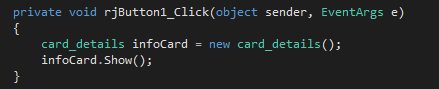 private void rjButton1_Click(object sender, EventArgs e)
{
card_details infoCard = new card_details();
infoCard.Show();
}